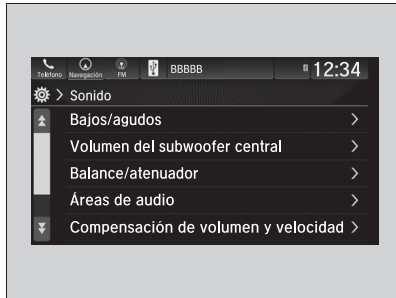 Teléfono Navegación FM BBBBB 12:34
Sonido
Bajos/agudos
Volumen del subwoofer central
Balance/atenuador
Áreas de audio
Compensación de volumen y velocidad